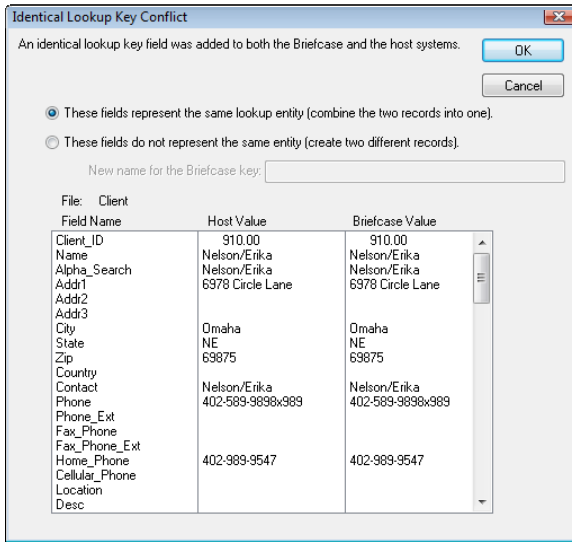 Identical Lookup Key Conflict
An identical lookup key field was added to both the Briefcase and the host systems.
OK
Cancel
These fields represent the same lookup entity (combine the two records into one).
These fields do not represent the same entity (create two different records).
New name for the Briefcase key:
File: Client
Field Name Host Value Briefcase Value
Client_ID 910.00 910.00
Name Nelson/Erika Nelson/Erika
Alpha_Search Nelson/Erika Nelson/Erika
Addr1 6978 Circle Lane 6978 Circle Lane
Addr2
Addr3
City Omaha Omaha
State NE NE
Zip 69875 69875
Country
Contact Nelson/Erika Nelson/Erika
Phone 402-589-9898x989 402-589-9898x989
Phone_Ext
Fax_Phone
Fax_Phone_Ext
Home_Phone 402-989-9547 402-989-9547
Cellular_Phone
Location
Desc